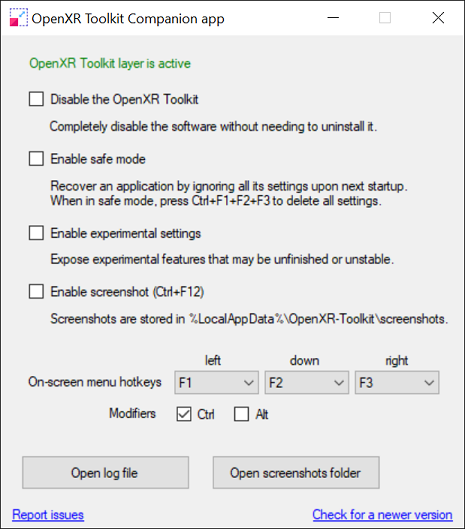 OpenXR Toolkit Companion app
OpenXR Toolkit layer is active
Disable the OpenXR Toolkit
Completely disable the software without needing to uninstall it.
Enable safe mode
Recover an application by ignoring all its settings upon next startup.
When in safe mode, press Ctrl+F1+F2+F3 to delete all settings.
Enable experimental settings
Expose experimental features that may be unfinished or unstable.
Enable screenshot (Ctrl+F12)
Screenshots are stored in %LocalAppData%\OpenXR-Toolkit\screenshots.
left down right
On-screen menu hotkeys F1 F2 F3
Modifiers Ctrl Alt
Open log file Open screenshots folder
Report issues Check for a newer version